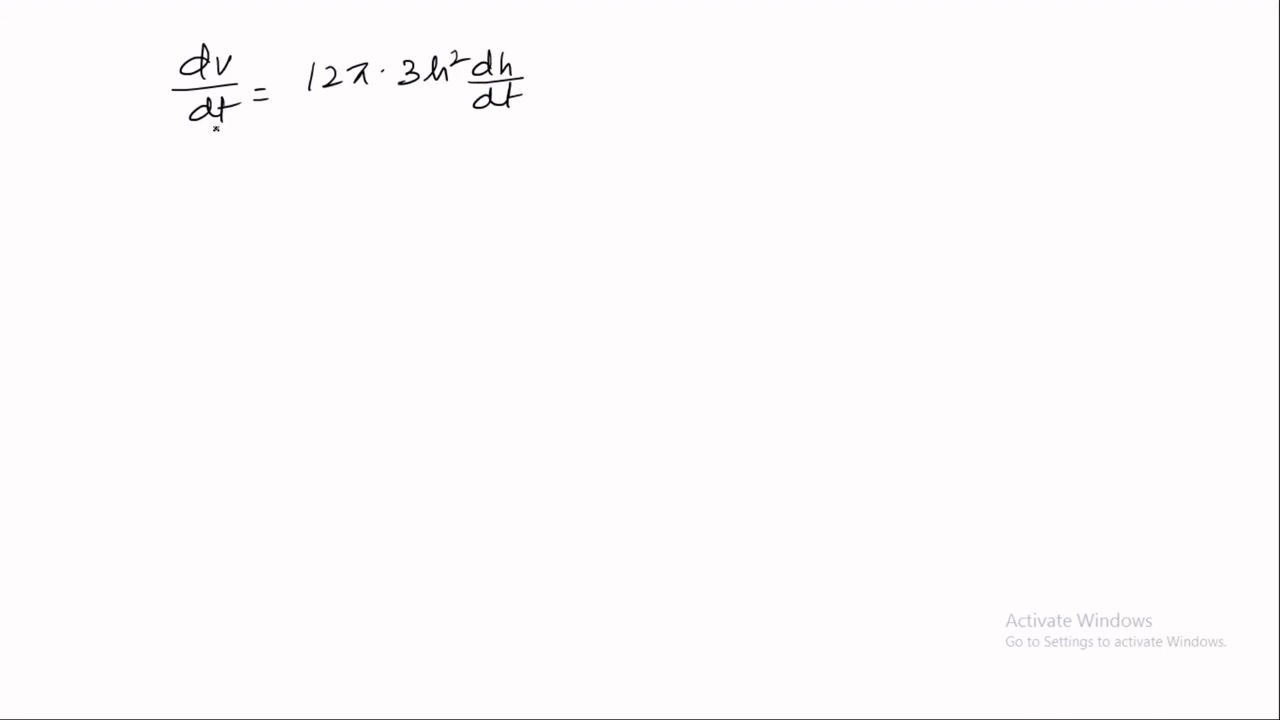 dv/dt = 12π · 3h² dh/dt
Activate Windows
Go to Settings to activate Windows.